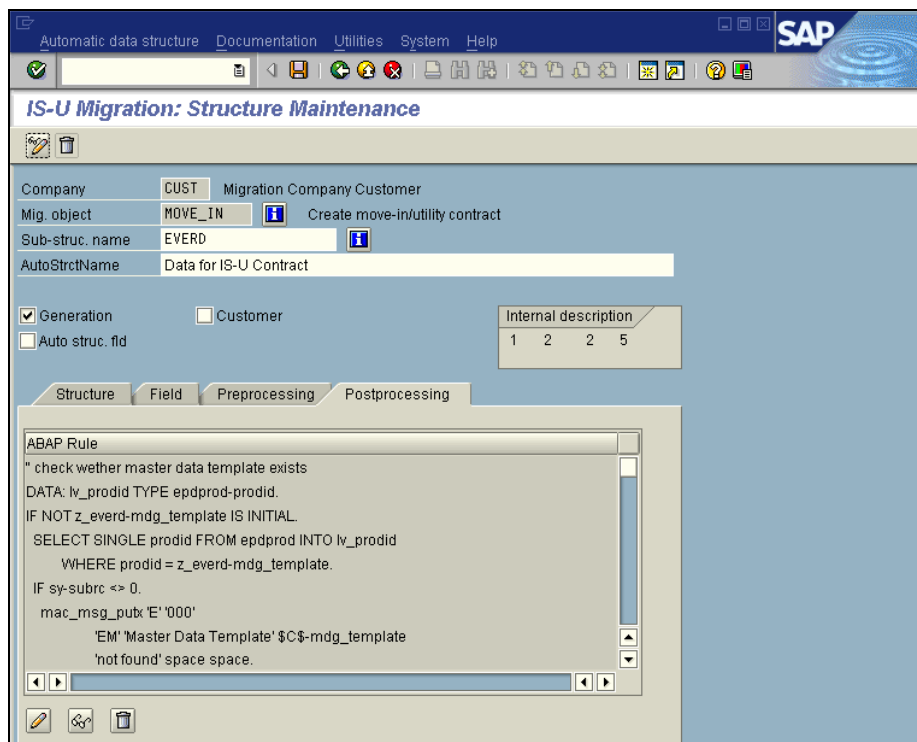 Automatic data structure Documentation Utilities System Help
SAP
IS-U Migration: Structure Maintenance
Company CUST Migration Company Customer
Mig. object MOVE_IN Create move-in/utility contract
Sub-struc. name EVERD
AutoStrctName Data for IS-U Contract
Generation Customer Internal description
Auto struc. fld 1 2 2 5
Structure Field Preprocessing Postprocessing
ABAP Rule
" check wether master data template exists
DATA: lv_prodid TYPE epdprod-prodid.
IF NOT z_everd-mdg_template IS INITIAL.
SELECT SINGLE prodid FROM epdprod INTO lv_prodid
WHERE prodid = z_everd-mdg_template.
IF sy-subrc <> 0.
mac_msg_putx 'E' '000'
'EM' 'Master Data Template' $C$-mdg_template
'not found' space space.